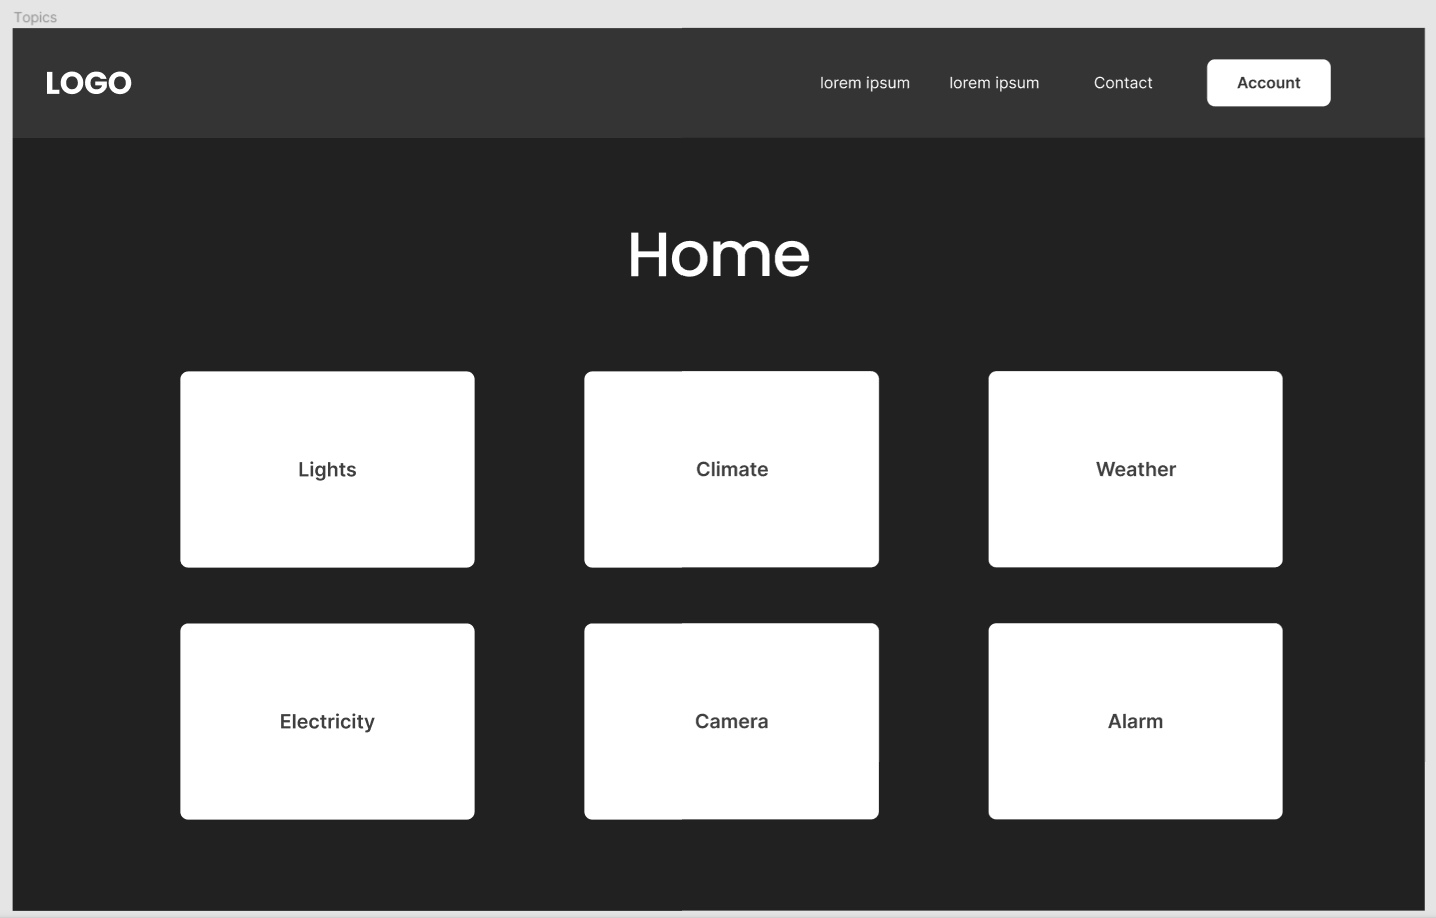 Topics
LOGO
lorem ipsum
lorem ipsum
Contact
Account
Home
Lights
Climate
Weather
Electricity
Camera
Alarm